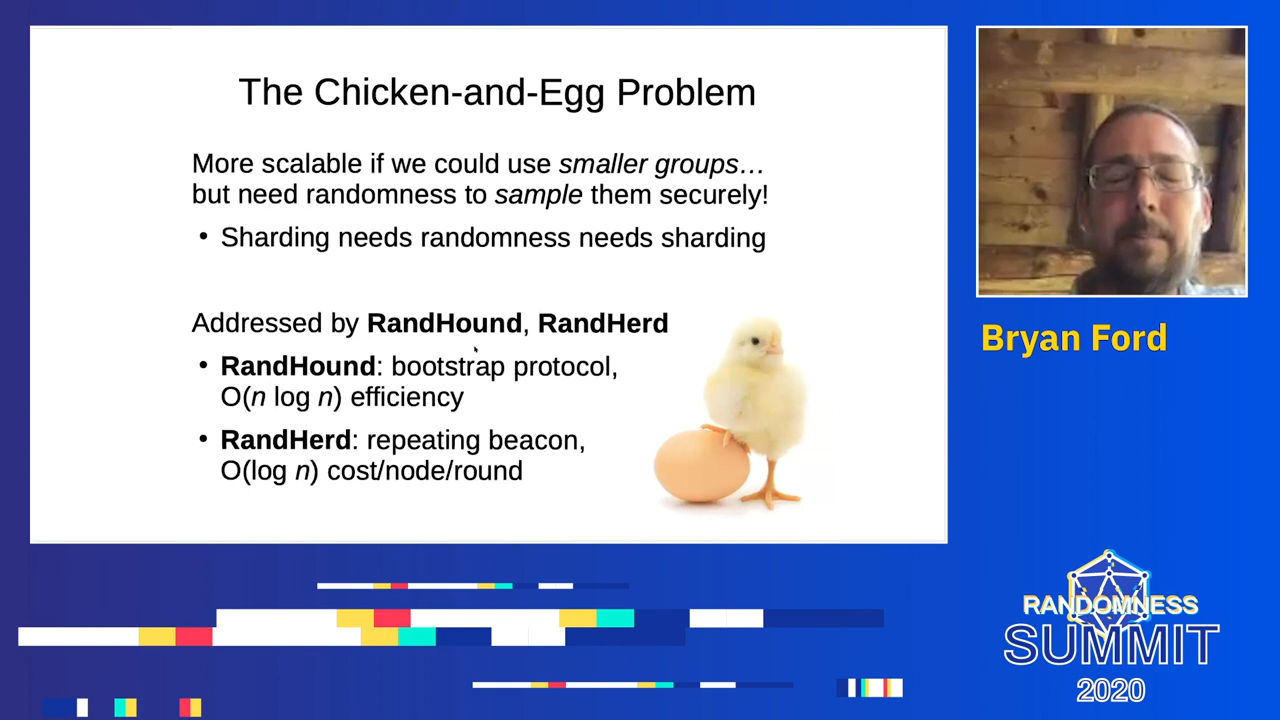 The Chicken-and-Egg Problem
More scalable if we could use smaller groups…
but need randomness to sample them securely!
• Sharding needs randomness needs sharding
Addressed by RandHound, RandHerd
• RandHound: bootstrap protocol,
O(n log n) efficiency
• RandHerd: repeating beacon,
O(log n) cost/node/round
Bryan Ford
RANDOMNESS
SUMMIT
2020